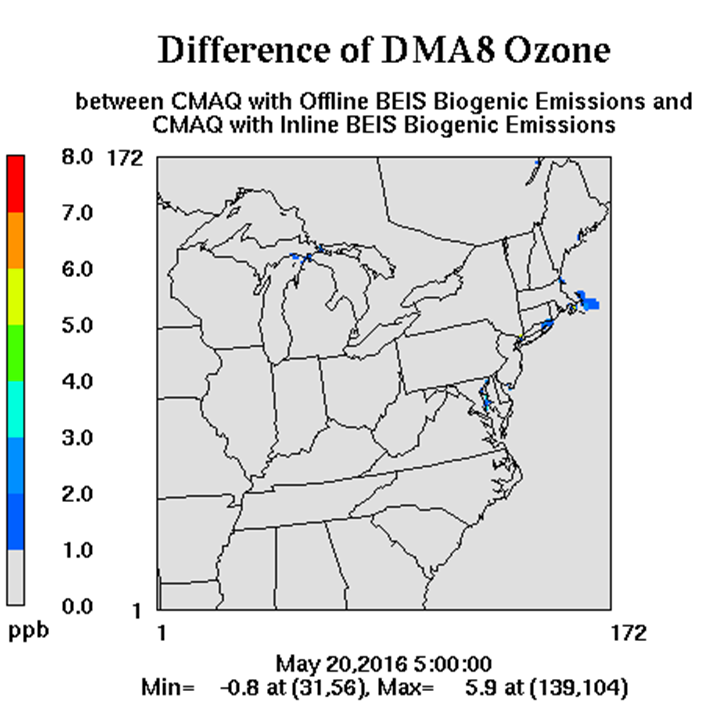 Difference of DMA8 Ozone
between CMAQ with Offline BEIS Biogenic Emissions and
CMAQ with Inline BEIS Biogenic Emissions
8.0
7.0
6.0
5.0
4.0
3.0
2.0
1.0
0.0
ppb
172
1
1
172
May 20,2016 5:00:00
Min= -0.8 at (31,56), Max= 5.9 at (139,104)